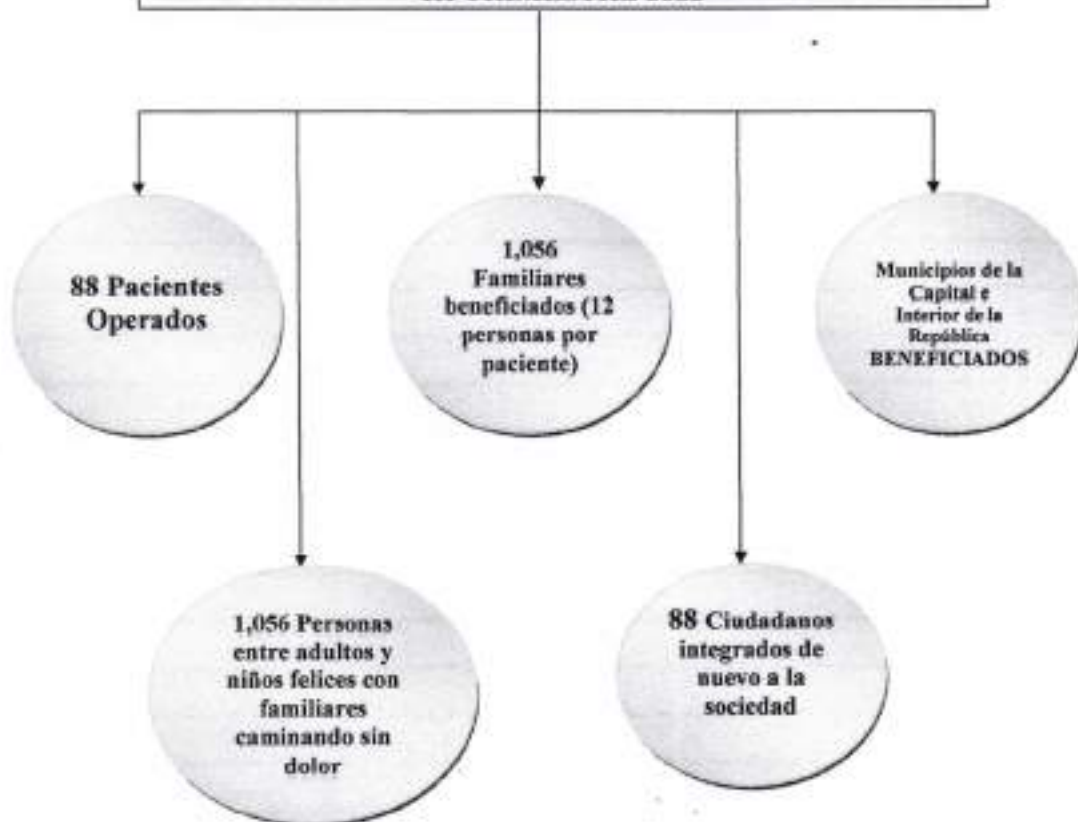 88 Pacientes
Operados
1,056
Familiares
beneficiados (12
personas por
paciente)
Municipios de la
Capital e
Interior de la
República
BENEFICIADOS
1,056 Personas
entre adultos y
niños felices con
familiares
caminando sin
dolor
88 Ciudadanos
integrados de
nuevo a la
sociedad